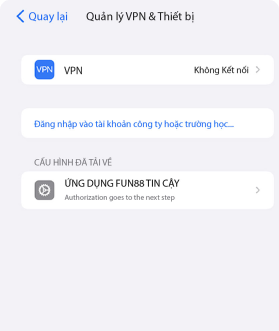 Quay lại Quản lý VPN & Thiết bị
VPN VPN Không Kết nối
Đăng nhập vào tài khoản công ty hoặc trường học...
CẤU HÌNH ĐÃ TẢI VỀ
ỨNG DỤNG FUN88 TIN CẬY
Authorization goes to the next step